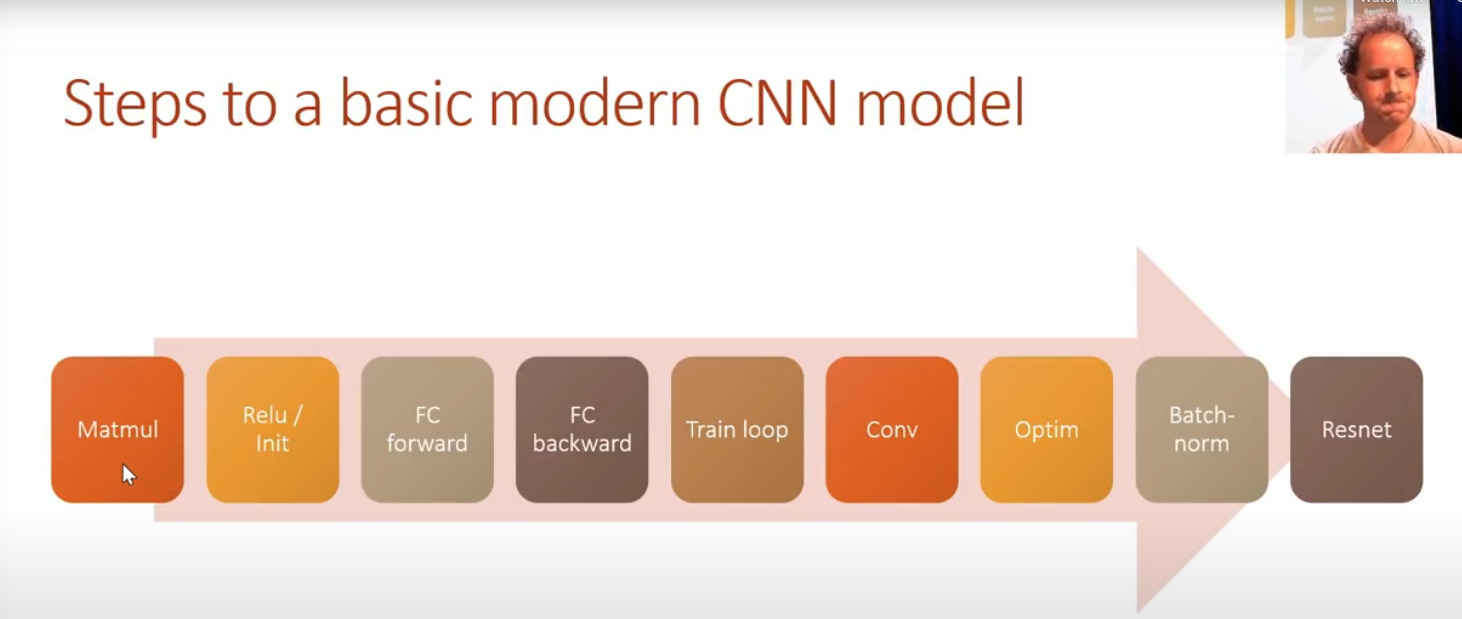 Steps to a basic modern CNN model
Matmul
Relu /
Init
FC
forward
FC
backward
Train loop
Conv
Optim
Batch-
norm
Resnet